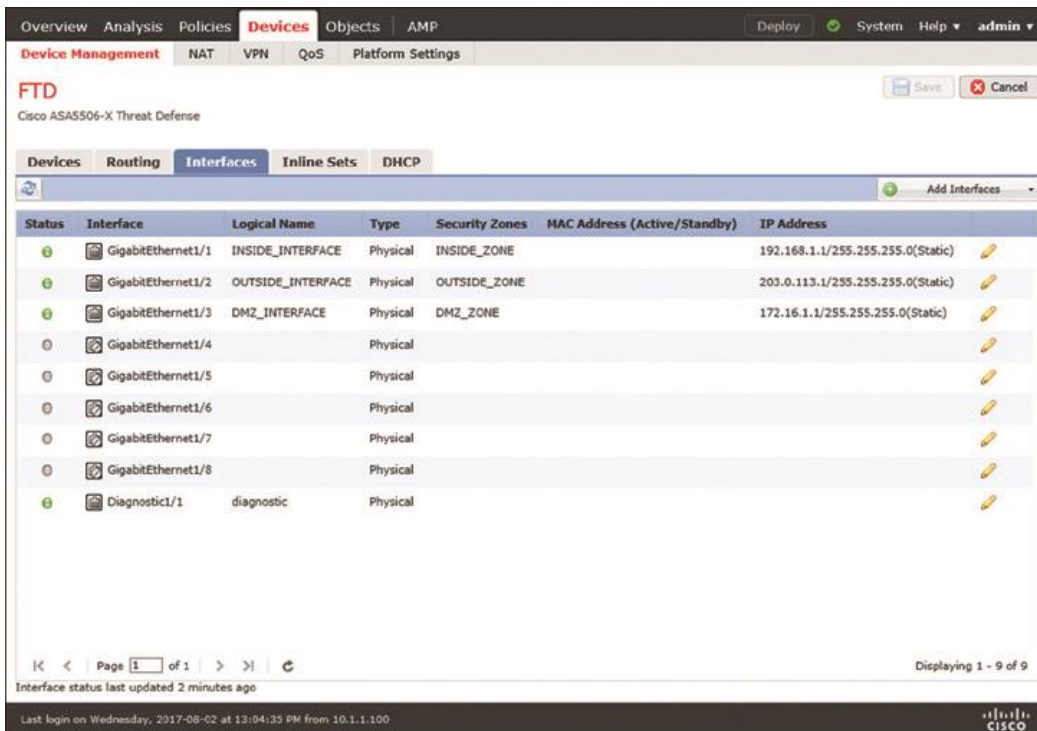 Overview Analysis Policies Devices Objects AMP Deploy System Help admin
Device Management NAT VPN QoS Platform Settings
FTD
Save Cancel
Cisco ASA5506-X Threat Defense
Devices Routing Interfaces Inline Sets DHCP
Add Interfaces
Status Interface Logical Name Type Security Zones MAC Address (Active/Standby) IP Address
GigabitEthernet1/1 INSIDE_INTERFACE Physical INSIDE_ZONE 192.168.1.1/255.255.255.0(Static)
GigabitEthernet1/2 OUTSIDE_INTERFACE Physical OUTSIDE_ZONE 203.0.113.1/255.255.255.0(Static)
GigabitEthernet1/3 DMZ_INTERFACE Physical DMZ_ZONE 172.16.1.1/255.255.255.0(Static)
GigabitEthernet1/4 Physical
GigabitEthernet1/5 Physical
GigabitEthernet1/6 Physical
GigabitEthernet1/7 Physical
GigabitEthernet1/8 Physical
Diagnostic1/1 diagnostic Physical
Page 1 of 1 Displaying 1 - 9 of 9
Interface status last updated 2 minutes ago
Last login on Wednesday, 2017-08-02 at 13:04:35 PM from 10.1.1.100
CISCO